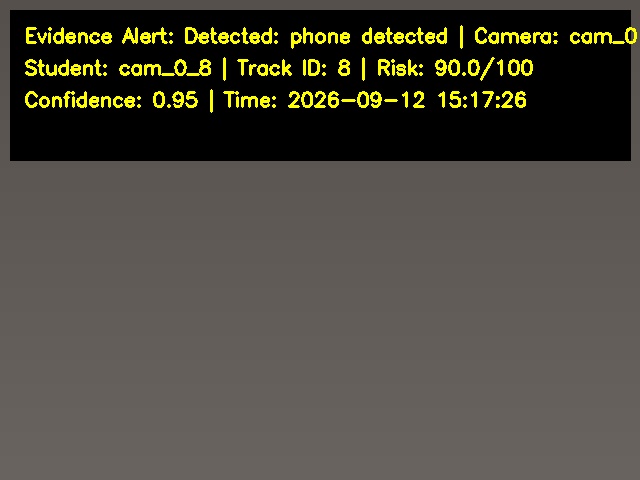 Evidence Alert: Detected: phone detected | Camera: cam_0
Student: cam_0_8 | Track ID: 8 | Risk: 90.0/100
Confidence: 0.95 | Time: 2026-09-12 15:17:26